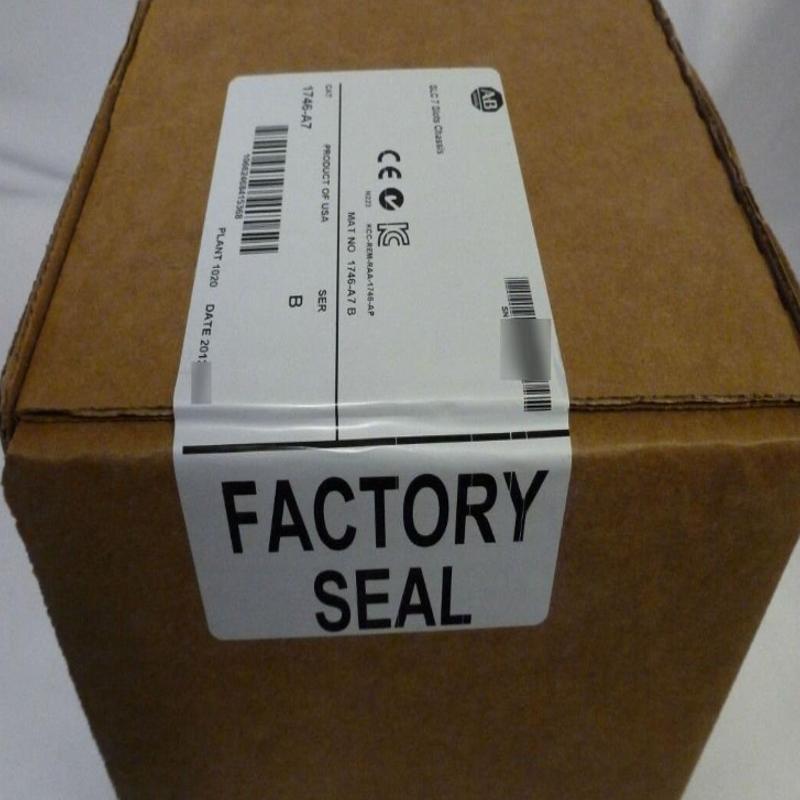 AB
SLC 7 Slots Chassis
CE
N223
KCC-REM-RAA-1746-AP
MAT NO 1746-A7 B
SN
CAT
1746-A7
PRODUCT OF USA
SER
B
PLANT 1020
DATE
FACTORY
SEAL